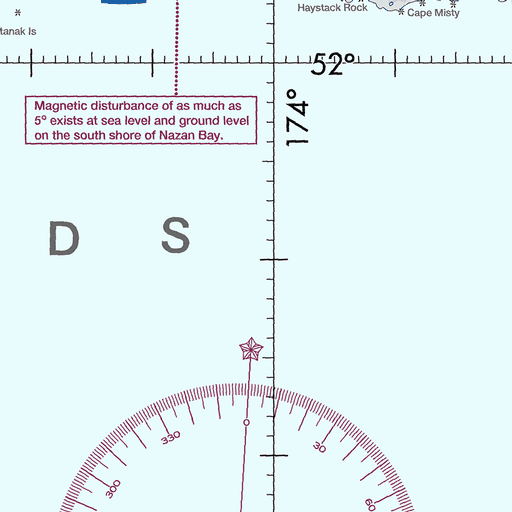 Haystack Rock
Cape Misty
tanak Is
52°
174°
Magnetic disturbance of as much as
5° exists at sea level and ground level
on the south shore of Nazan Bay.
D S
0
330
30
300
60